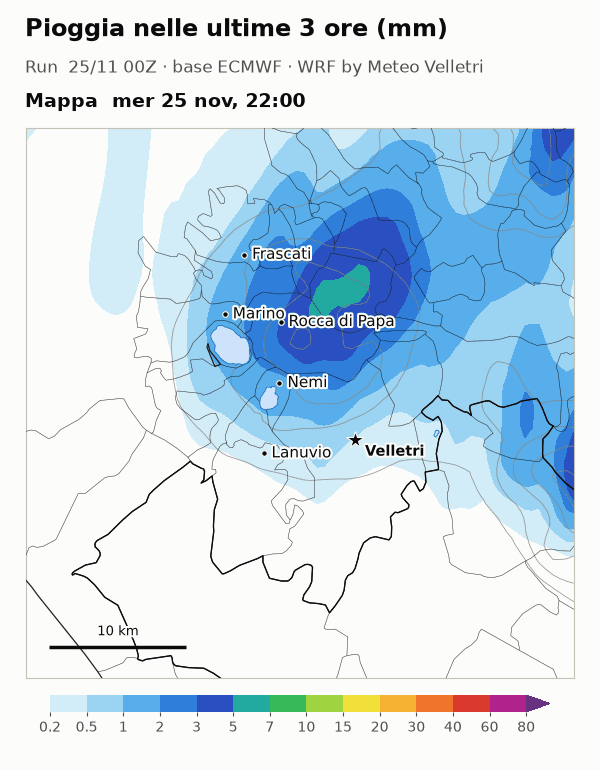 Pioggia nelle ultime 3 ore (mm)
Run  25/11 00Z · base ECMWF · WRF by Meteo Velletri
Mappa  mer 25 nov, 22:00
Frascati
Marino
Rocca di Papa
Nemi
Velletri
Lanuvio
10 km
0.2 0.5 1 2 3 5 7 10 15 20 30 40 60 80